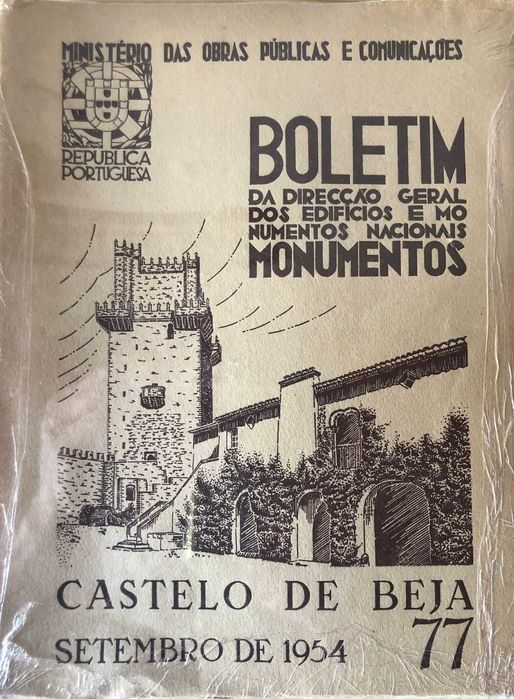 MINISTÉRIO DAS OBRAS PÚBLICAS E COMUNICAÇÕES
REPUBLICA
PORTUGUESA
BOLETIM
DA DIRECÇÃO GERAL
DOS EDIFÍCIOS E MO
NUMENTOS NACIONAIS
MONUMENTOS
CASTELO DE BEJA
SETEMBRO DE 1954 77